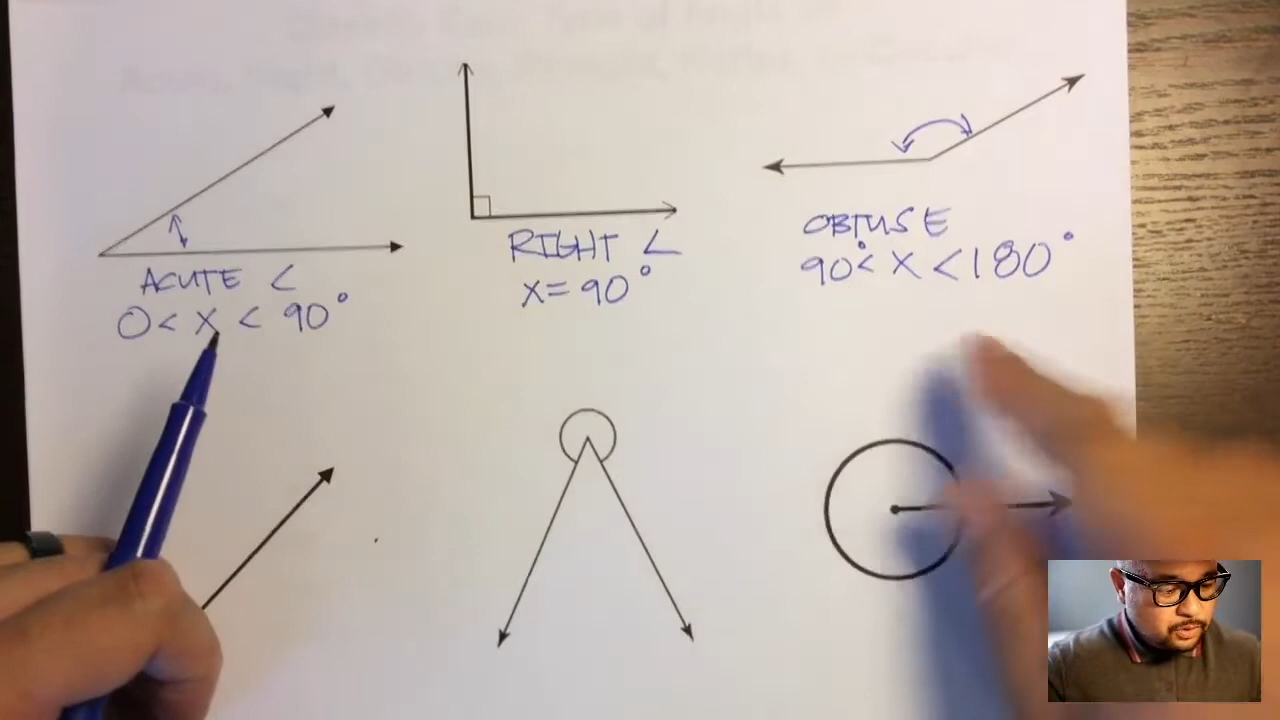 ACUTE <
0 < X < 90°
RIGHT <
X = 90°
OBTUSE
90° < X < 180°